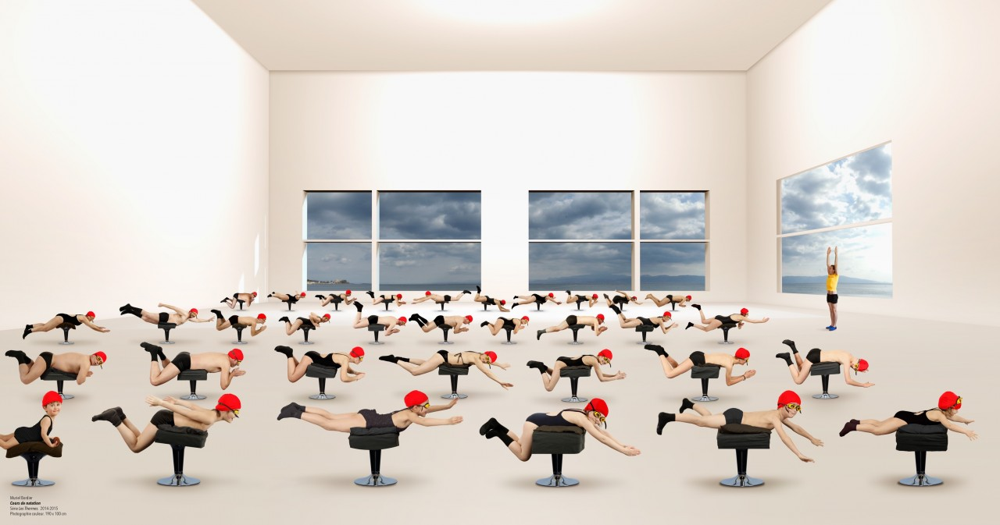 Muriel Bordier
Cours de natation
Série Les Thermes. 2014-2015
Photographie couleur. 190 x 100 cm